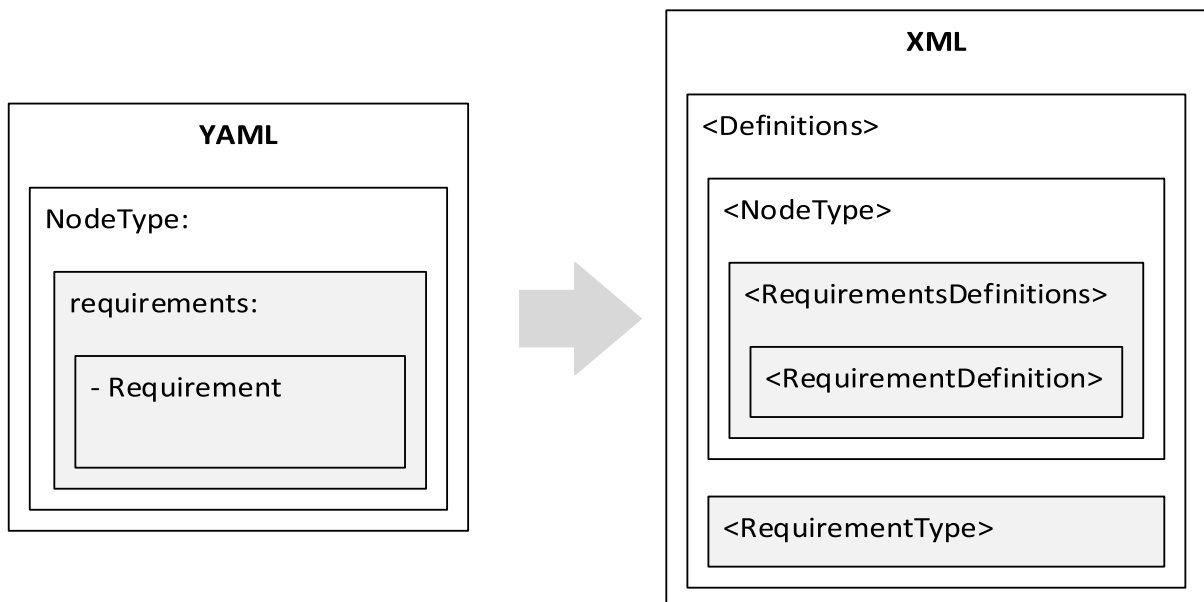 YAML
NodeType:
requirements:
- Requirement
XML
<Definitions>
<NodeType>
<RequirementsDefinitions>
<RequirementDefinition>
<RequirementType>